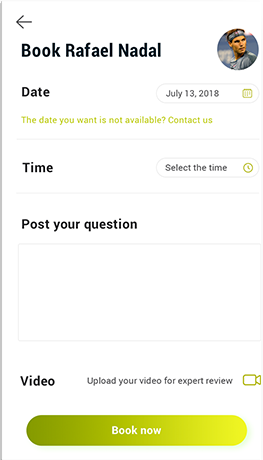 Book Rafael Nadal
Date July 13, 2018
The date you want is not available? Contact us
Time Select the time
Post your question
Video Upload your video for expert review
Book now